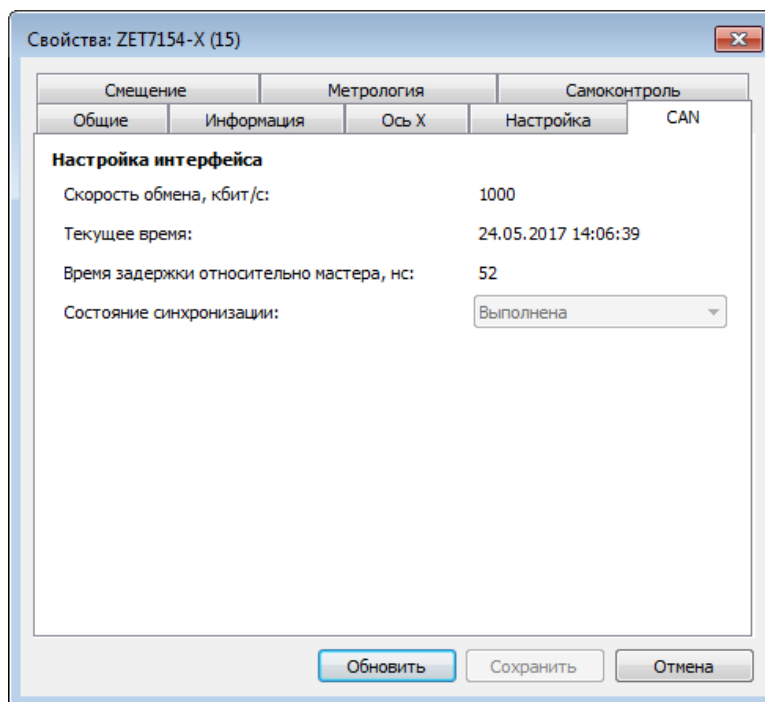 Свойства: ZET7154-X (15)
Смещение Метрология Самоконтроль
Общие Информация Ось X Настройка CAN
Настройка интерфейса
Скорость обмена, кбит/с: 1000
Текущее время: 24.05.2017 14:06:39
Время задержки относительно мастера, нс: 52
Состояние синхронизации: Выполнена
Обновить Сохранить Отмена